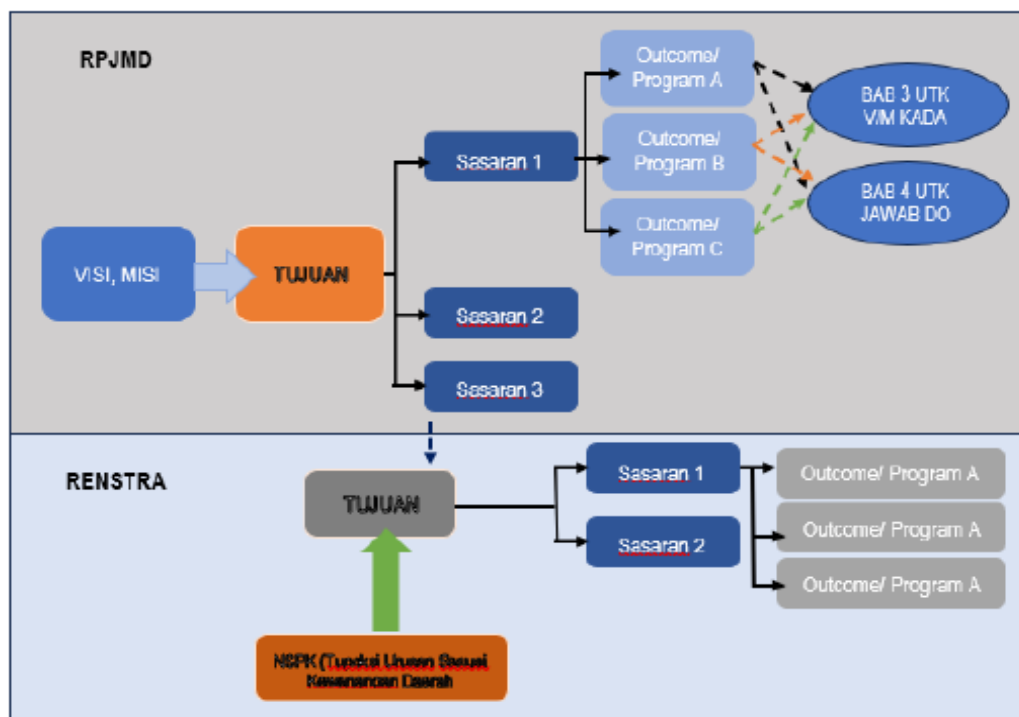 RPJMD
VISI, MISI
TUJUAN
Sasaran 1
Sasaran 2
Sasaran 3
Outcome/
Program A
Outcome/
Program B
Outcome/
Program C
BAB 3 UTK
V/M KADA
BAB 4 UTK
JAWAB DO
RENSTRA
TUJUAN
NSPK (Tupoksi Urusan Sesuai
Kewenangan Daerah
Sasaran 1
Sasaran 2
Outcome/ Program A
Outcome/ Program A
Outcome/ Program A